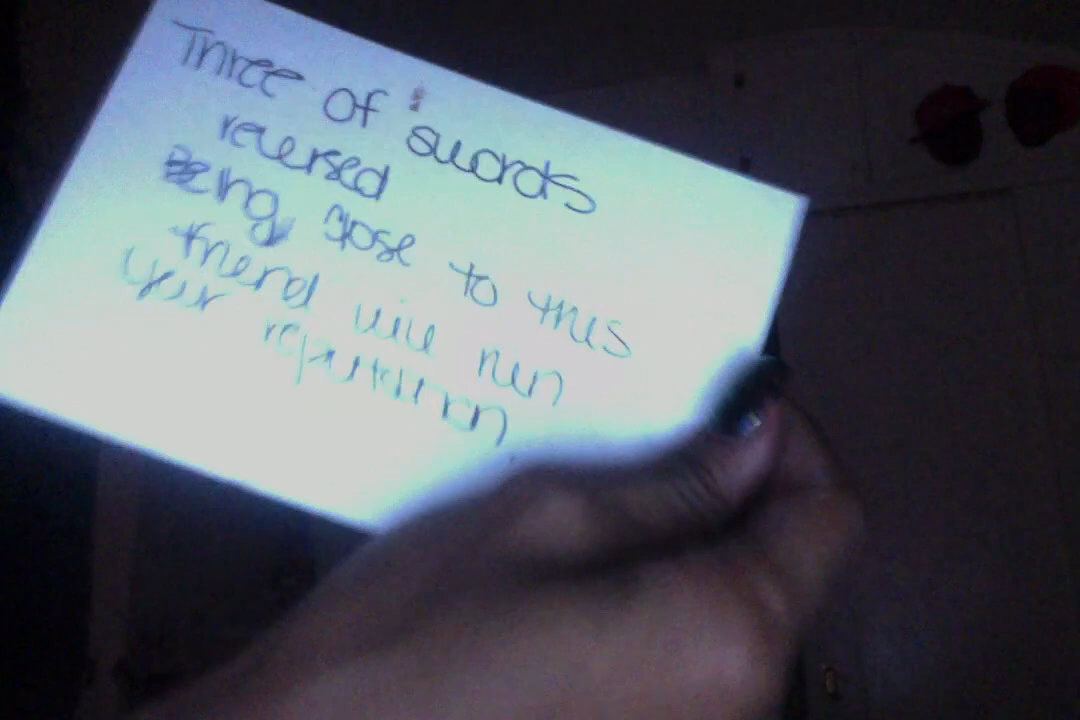 Three of swords
reversed
Being close to this
friend will ruin
your reputation